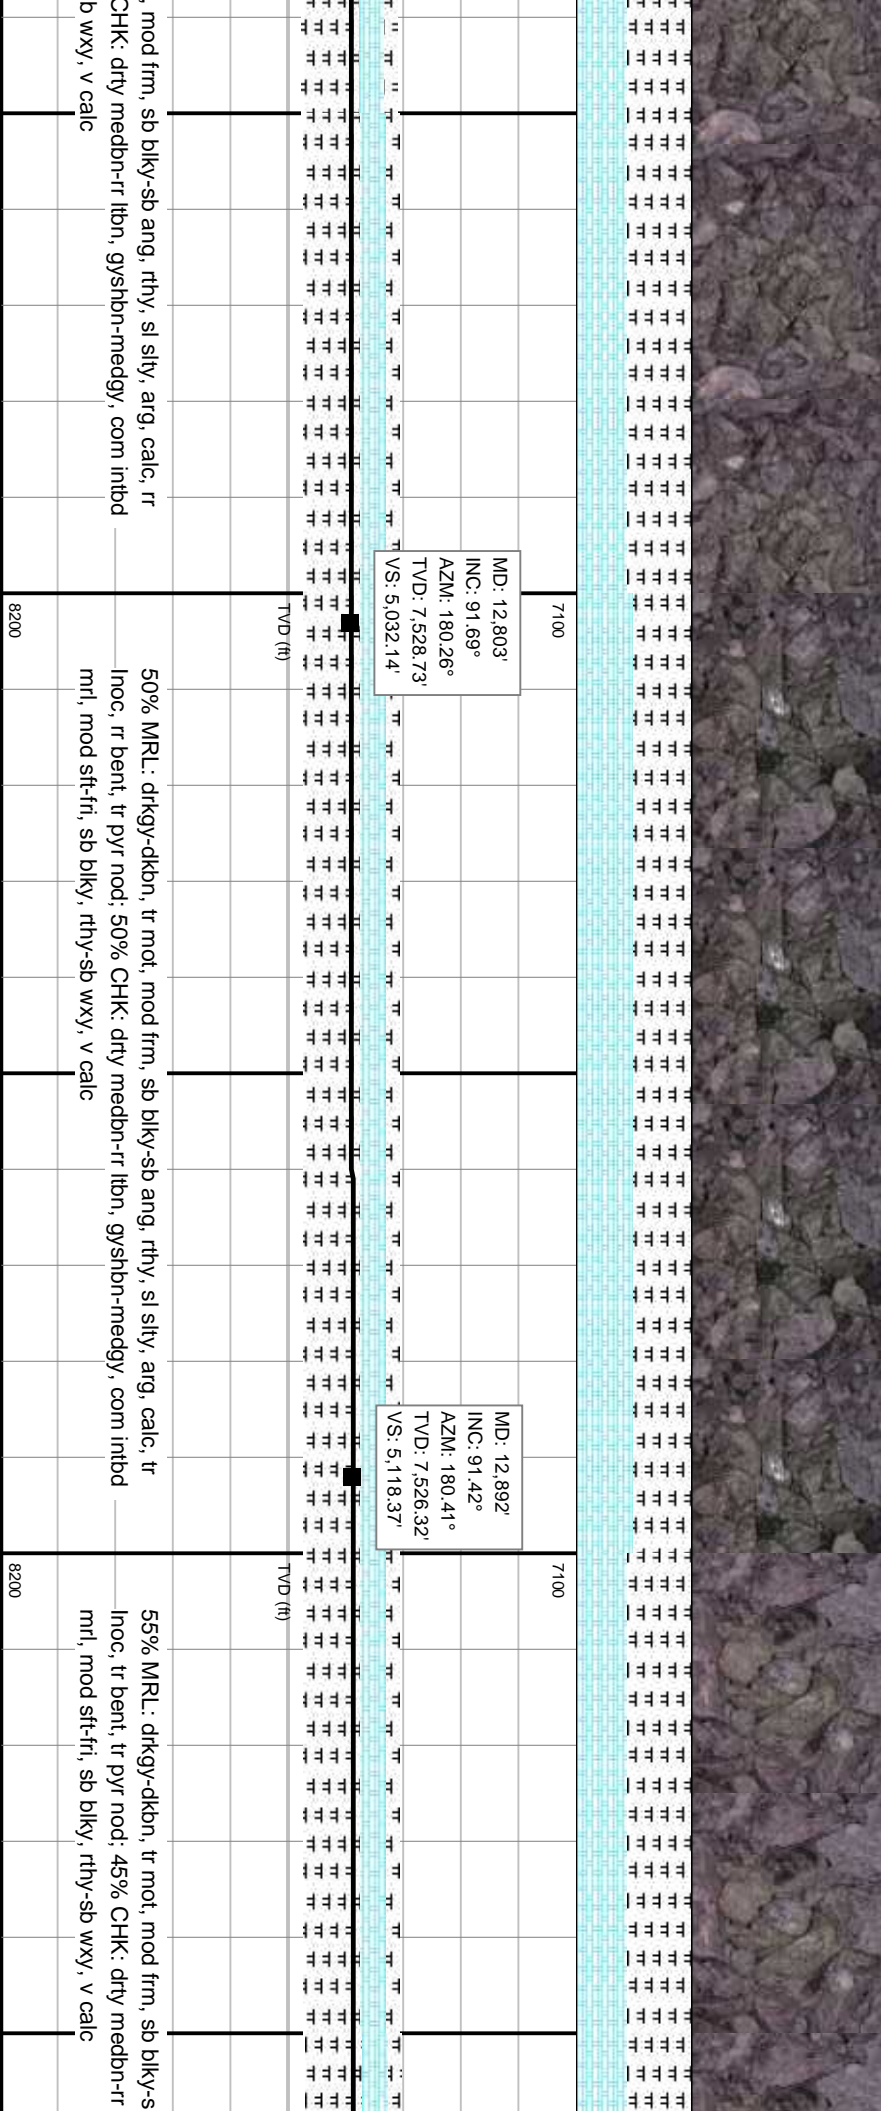 , mod frm, sb blky-sb ang, rthy, sl slty, arg, calc, rr
CHK: drty medbn-rr ltbn, gyshbn-medgy, com intbd
b wxy, v calc
7100
TVD (ft)
8200
MD: 12,803'
INC: 91.69°
AZM: 180.26°
TVD: 7,528.73'
VS: 5,032.14'
50% MRL: drkgy-dkbn, tr mot, mod frm, sb blky-sb ang, rthy, sl slty, arg, calc, tr
Inoc, rr bent, tr pyr nod; 50% CHK: drty medbn-rr ltbn, gyshbn-medgy, com intbd
mrl, mod sft-fri, sb blky, rthy-sb wxy, v calc
MD: 12,892'
INC: 91.42°
AZM: 180.41°
TVD: 7,526.32'
VS: 5,118.37'
7100
TVD (ft)
8200
55% MRL: drkgy-dkbn, tr mot, mod frm, sb blky-s
Inoc, tr bent, tr pyr nod; 45% CHK: drty medbn-rr
mrl, mod sft-fri, sb blky, rthy-sb wxy, v calc